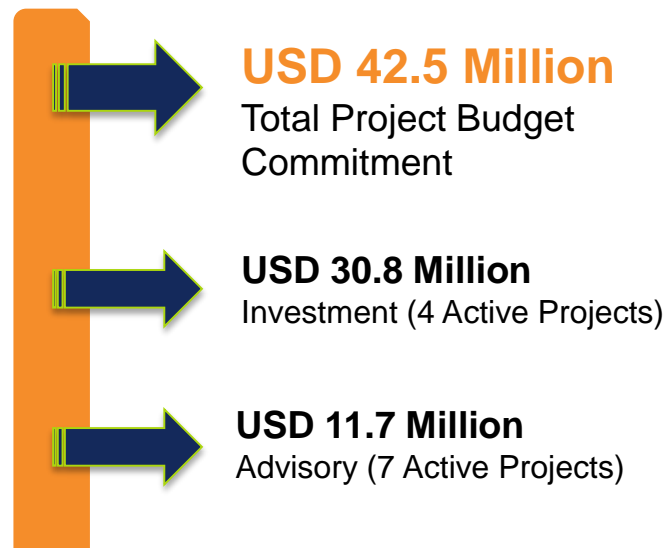 USD 42.5 Million
Total Project Budget
Commitment
USD 30.8 Million
Investment (4 Active Projects)
USD 11.7 Million
Advisory (7 Active Projects)